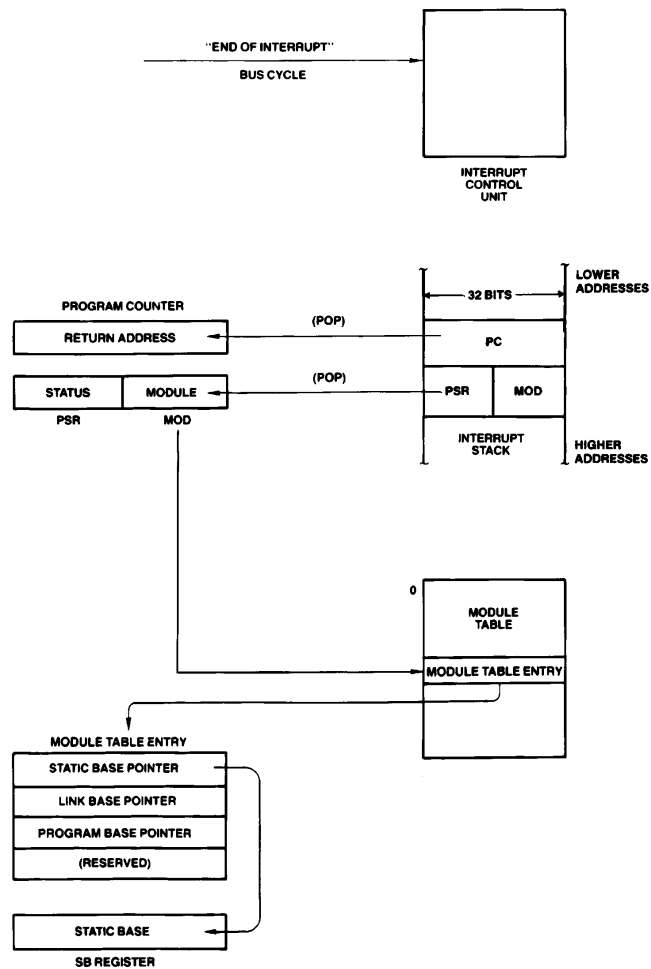 "END OF INTERRUPT"
BUS CYCLE
INTERRUPT
CONTROL
UNIT
LOWER
ADDRESSES
32 BITS
PROGRAM COUNTER
(POP)
RETURN ADDRESS
PC
(POP)
STATUS
MODULE
PSR
MOD
PSR
MOD
INTERRUPT
STACK
HIGHER
ADDRESSES
0
MODULE
TABLE
MODULE TABLE ENTRY
MODULE TABLE ENTRY
STATIC BASE POINTER
LINK BASE POINTER
PROGRAM BASE POINTER
(RESERVED)
STATIC BASE
SB REGISTER